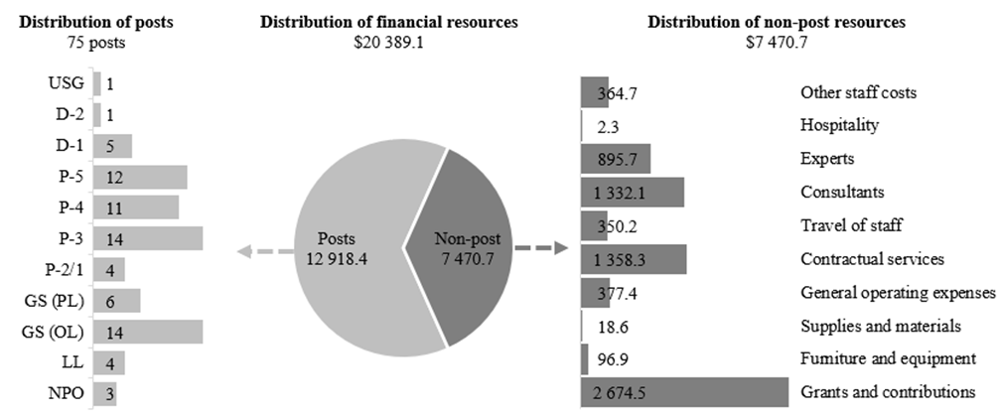 Distribution of posts
75 posts
USG 1
D-2 1
D-1 5
P-5 12
P-4 11
P-3 14
P-2/1 4
GS (PL) 6
GS (OL) 14
LL 4
NPO 3
Distribution of financial resources
$20 389.1
Posts
12 918.4
Non-post
7 470.7
Distribution of non-post resources
$7 470.7
364.7 Other staff costs
2.3 Hospitality
895.7 Experts
1 332.1 Consultants
350.2 Travel of staff
1 358.3 Contractual services
377.4 General operating expenses
18.6 Supplies and materials
96.9 Furniture and equipment
2 674.5 Grants and contributions